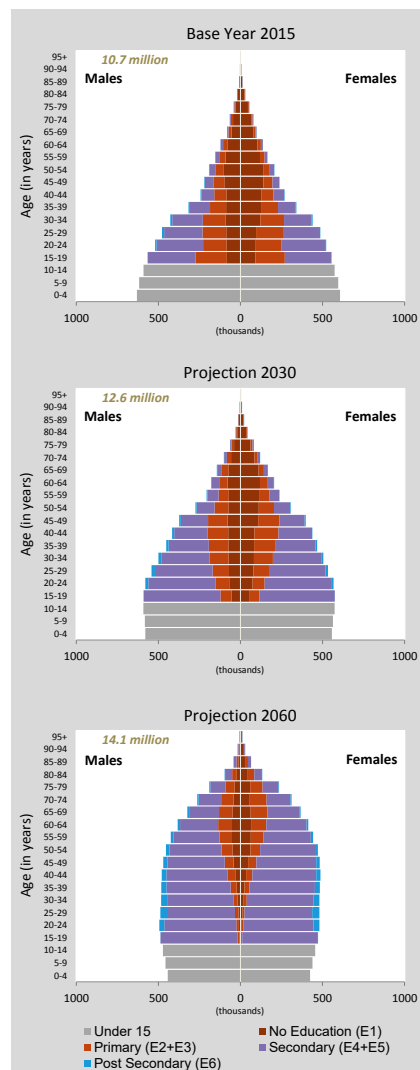 Base Year 2015
10.7 million
Males
Females
Age (in years)
95+
90-94
85-89
80-84
75-79
70-74
65-69
60-64
55-59
50-54
45-49
40-44
35-39
30-34
25-29
20-24
15-19
10-14
5-9
0-4
1000 500 0 500 1000
(thousands)
Projection 2030
12.6 million
Males
Females
Age (in years)
95+
90-94
85-89
80-84
75-79
70-74
65-69
60-64
55-59
50-54
45-49
40-44
35-39
30-34
25-29
20-24
15-19
10-14
5-9
0-4
1000 500 0 500 1000
(thousands)
Projection 2060
14.1 million
Males
Females
Age (in years)
95+
90-94
85-89
80-84
75-79
70-74
65-69
60-64
55-59
50-54
45-49
40-44
35-39
30-34
25-29
20-24
15-19
10-14
5-9
0-4
1000 500 0 500 1000
(thousands)
Under 15 No Education (E1)
Primary (E2+E3) Secondary (E4+E5)
Post Secondary (E6)